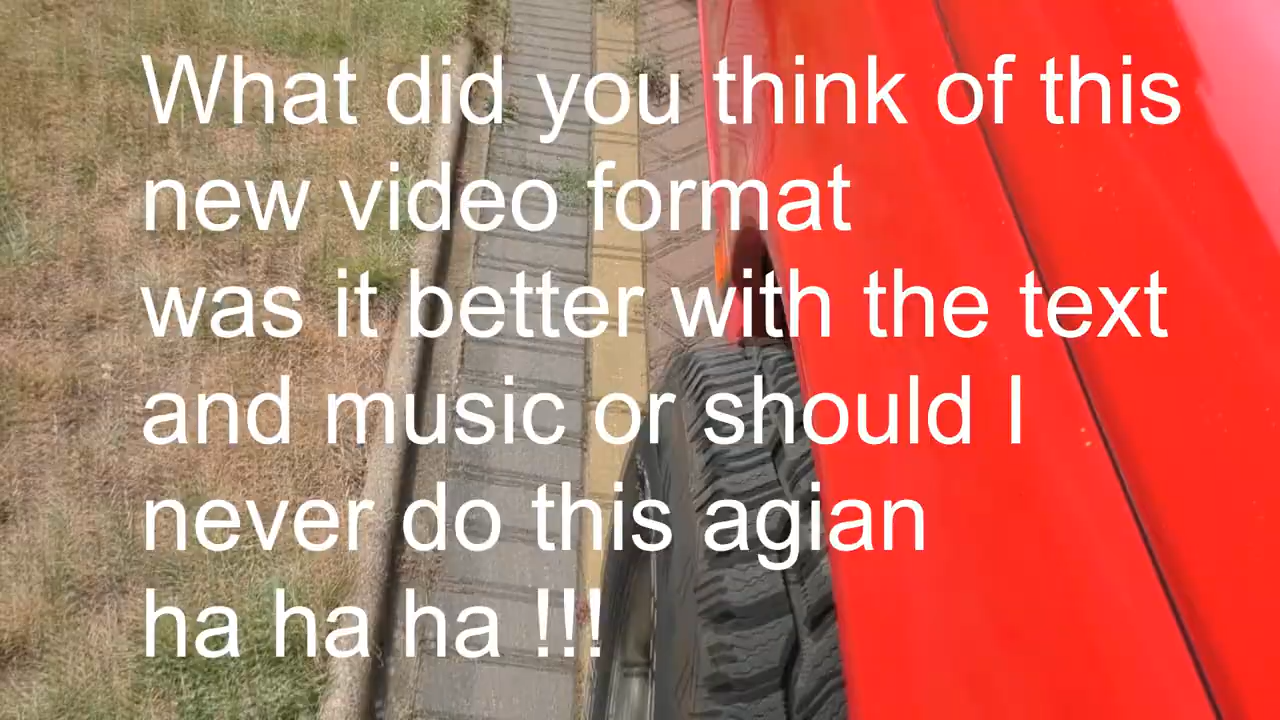 What did you think of this
new video format
was it better with the text
and music or should I
never do this agian
ha ha ha !!!